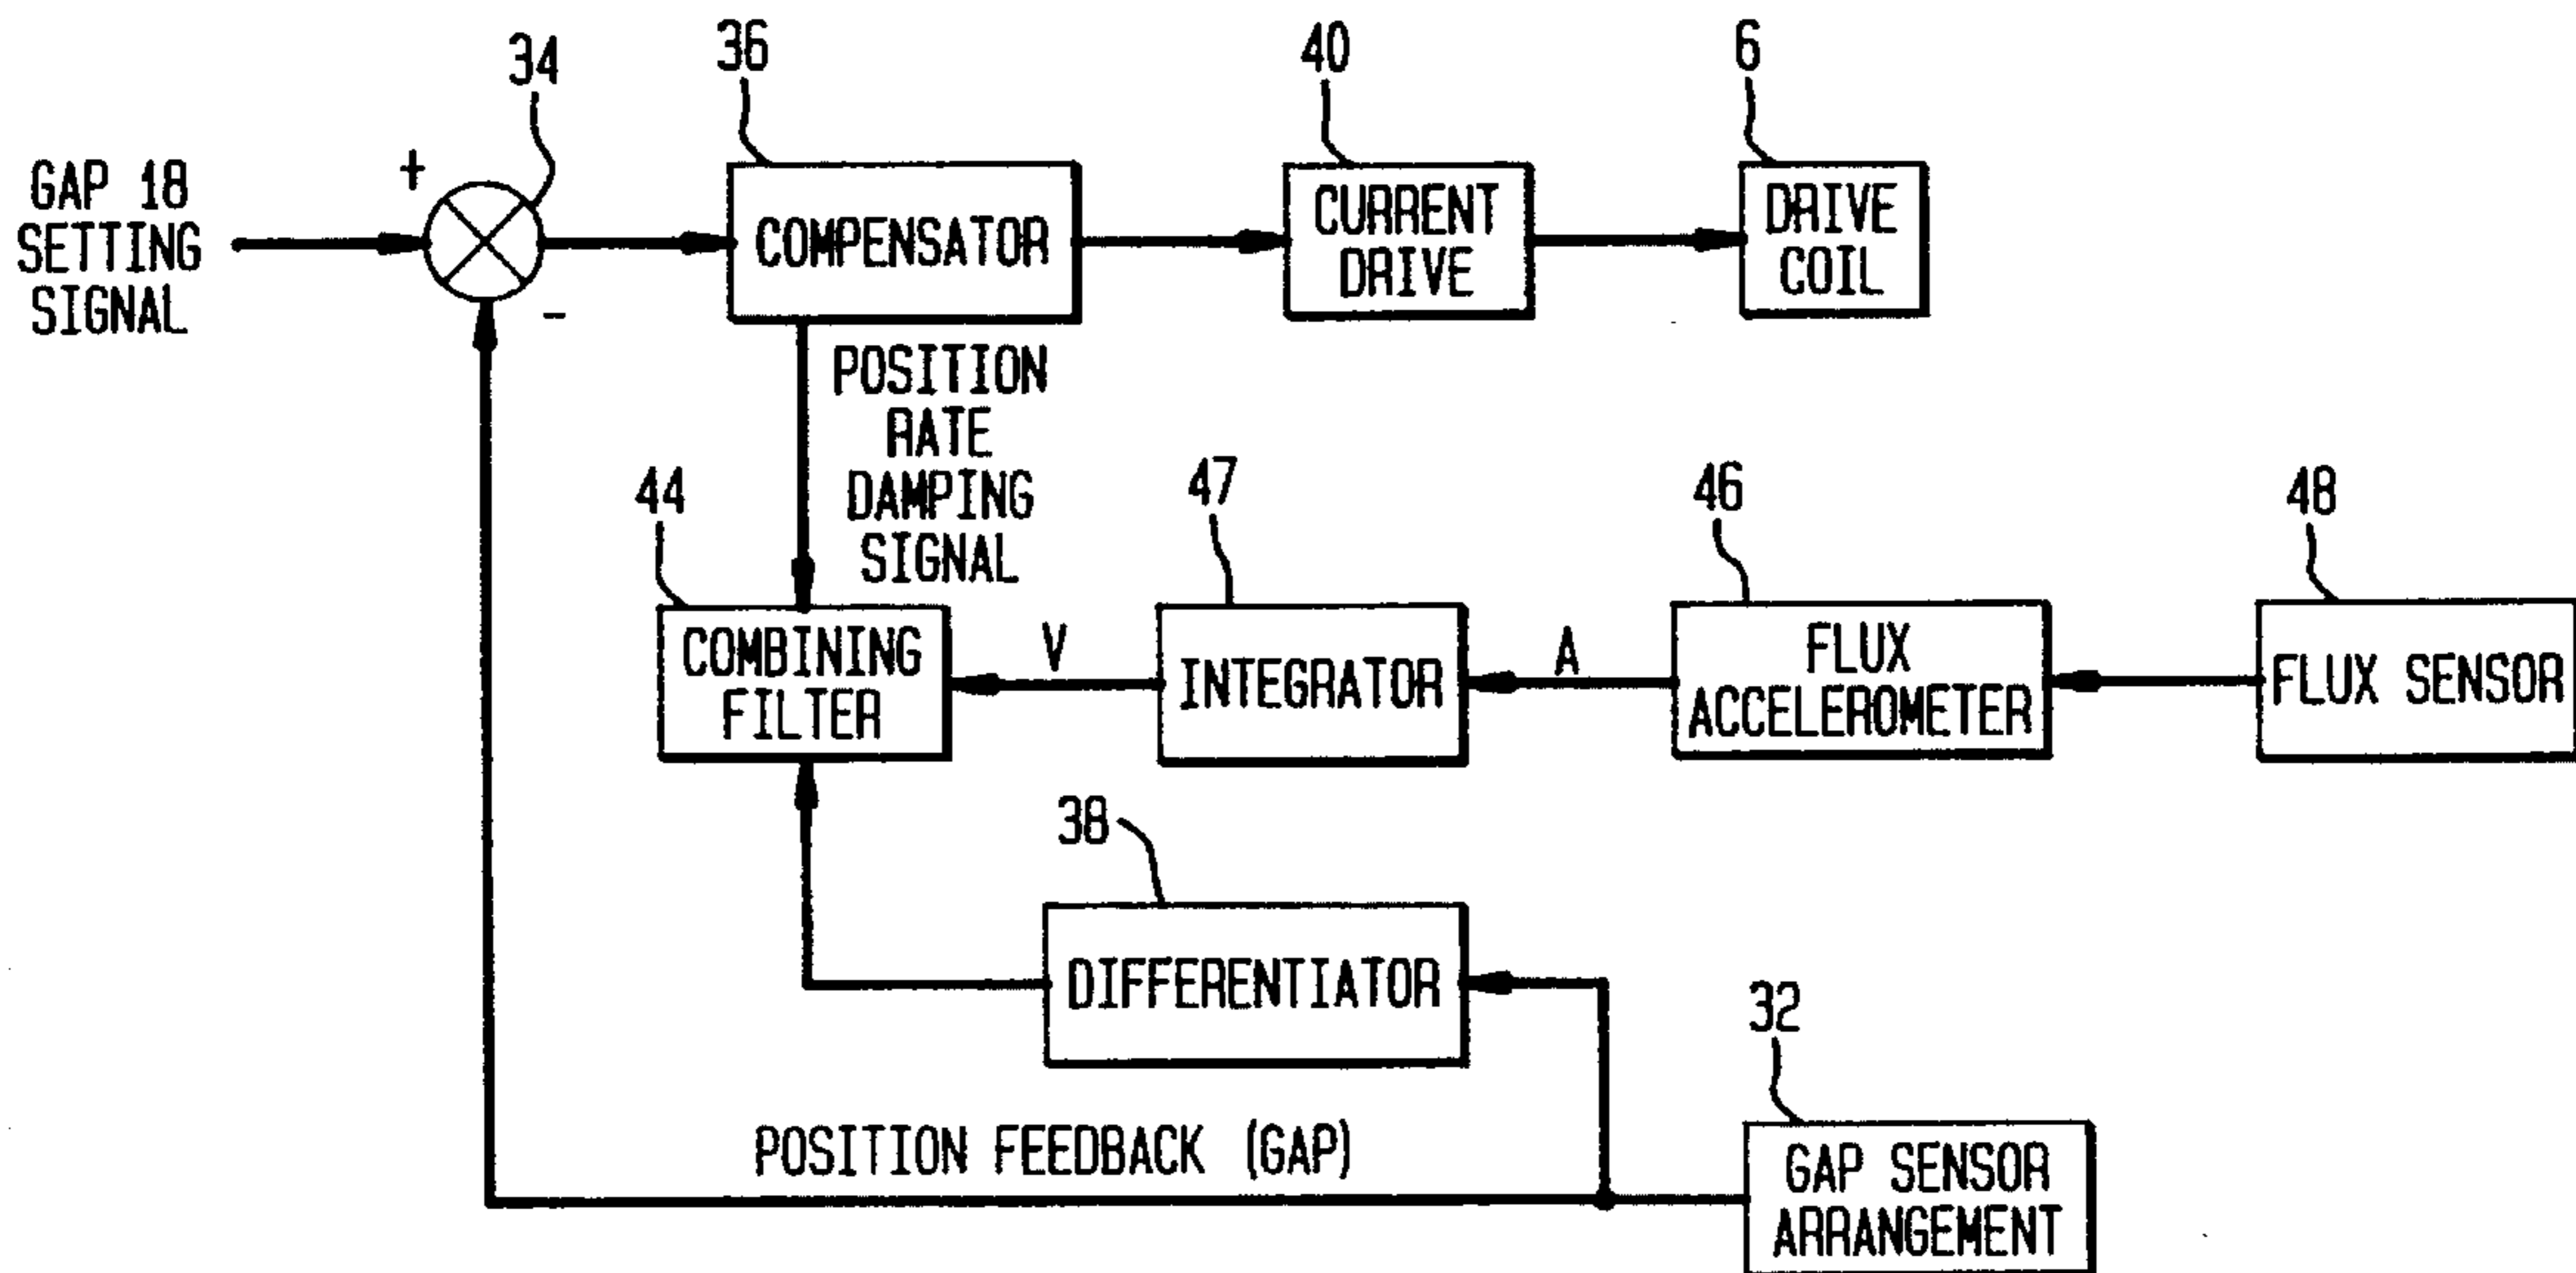 34
36
40
6
GAP 18
SETTING
SIGNAL
+
-
COMPENSATOR
CURRENT
DRIVE
DRIVE
COIL
POSITION
RATE
DAMPING
SIGNAL
44
47
46
48
COMBINING
FILTER
V
INTEGRATOR
A
FLUX
ACCELEROMETER
FLUX SENSOR
38
DIFFERENTIATOR
32
POSITION FEEDBACK (GAP)
GAP SENSOR
ARRANGEMENT